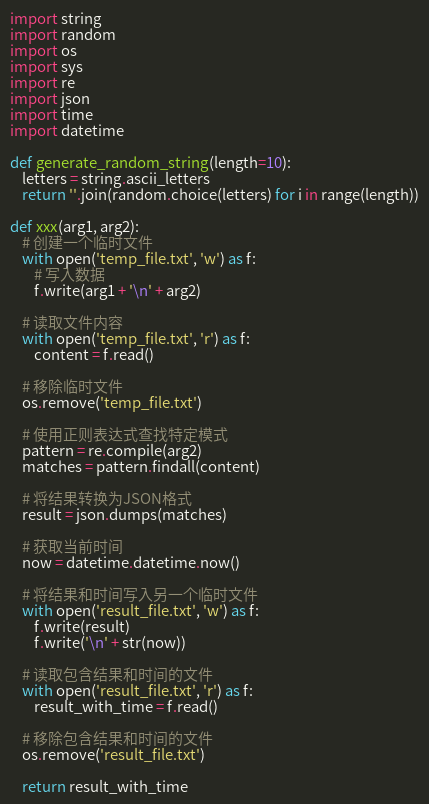 import string
import random
import os
import sys
import re
import json
import time
import datetime

def generate_random_string(length=10):
    letters = string.ascii_letters
    return ''.join(random.choice(letters) for i in range(length))

def xxx(arg1, arg2):
    # 创建一个临时文件
    with open('temp_file.txt', 'w') as f:
        # 写入数据
        f.write(arg1 + '\n' + arg2)

    # 读取文件内容
    with open('temp_file.txt', 'r') as f:
        content = f.read()

    # 移除临时文件
    os.remove('temp_file.txt')

    # 使用正则表达式查找特定模式
    pattern = re.compile(arg2)
    matches = pattern.findall(content)

    # 将结果转换为JSON格式
    result = json.dumps(matches)

    # 获取当前时间
    now = datetime.datetime.now()

    # 将结果和时间写入另一个临时文件
    with open('result_file.txt', 'w') as f:
        f.write(result)
        f.write('\n' + str(now))

    # 读取包含结果和时间的文件
    with open('result_file.txt', 'r') as f:
        result_with_time = f.read()

    # 移除包含结果和时间的文件
    os.remove('result_file.txt')

    return result_with_time